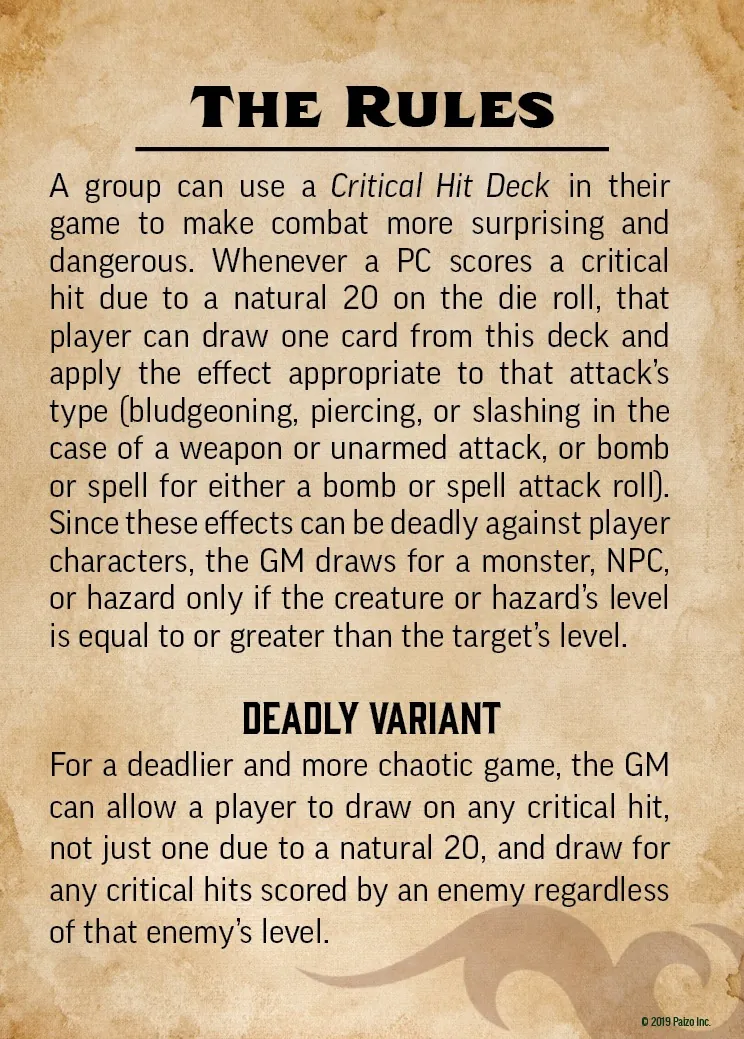 THE RULES
A group can use a Critical Hit Deck in their
game to make combat more surprising and
dangerous. Whenever a PC scores a critical
hit due to a natural 20 on the die roll, that
player can draw one card from this deck and
apply the effect appropriate to that attack's
type (bludgeoning, piercing, or slashing in the
case of a weapon or unarmed attack, or bomb
or spell for either a bomb or spell attack roll).
Since these effects can be deadly against player
characters, the GM draws for a monster, NPC,
or hazard only if the creature or hazard's level
is equal to or greater than the target's level.
DEADLY VARIANT
For a deadlier and more chaotic game, the GM
can allow a player to draw on any critical hit,
not just one due to a natural 20, and draw for
any critical hits scored by an enemy regardless
of that enemy's level.
© 2019 Paizo Inc.